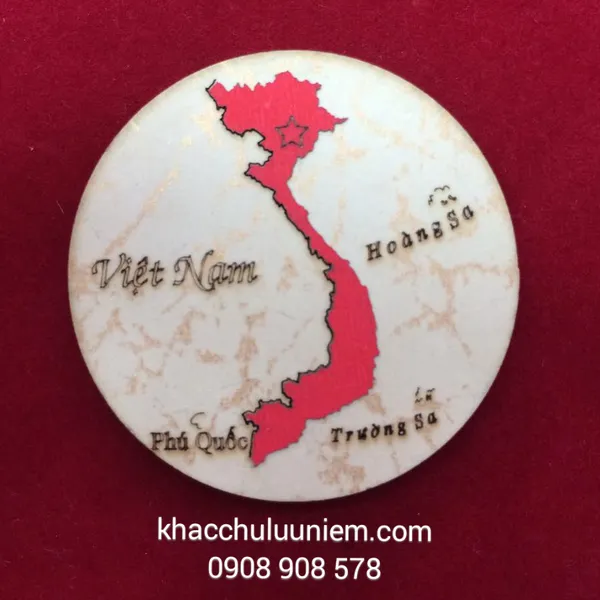 Hoàng Sa
Việt Nam
Phú Quốc
Trường Sa
khacchuluuniem.com
0908 908 578